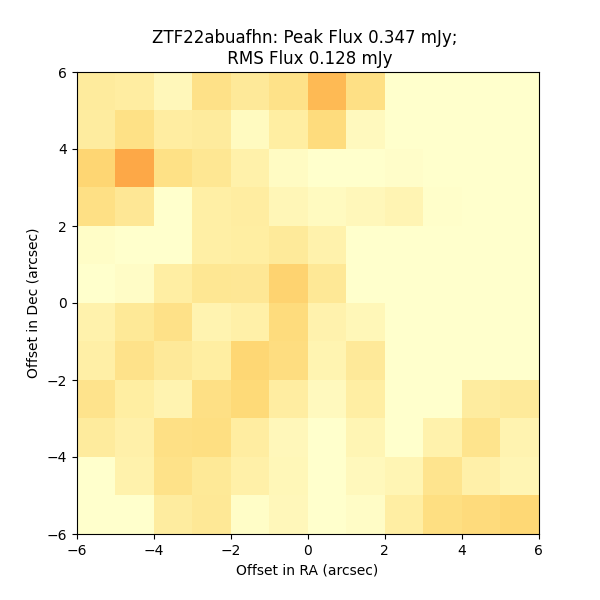 ZTF22abuafhn: Peak Flux 0.347 mJy;
RMS Flux 0.128 mJy
6
4
2
0
−2
−4
−6
Offset in Dec (arcsec)
−6 −4 −2 0 2 4 6
Offset in RA (arcsec)